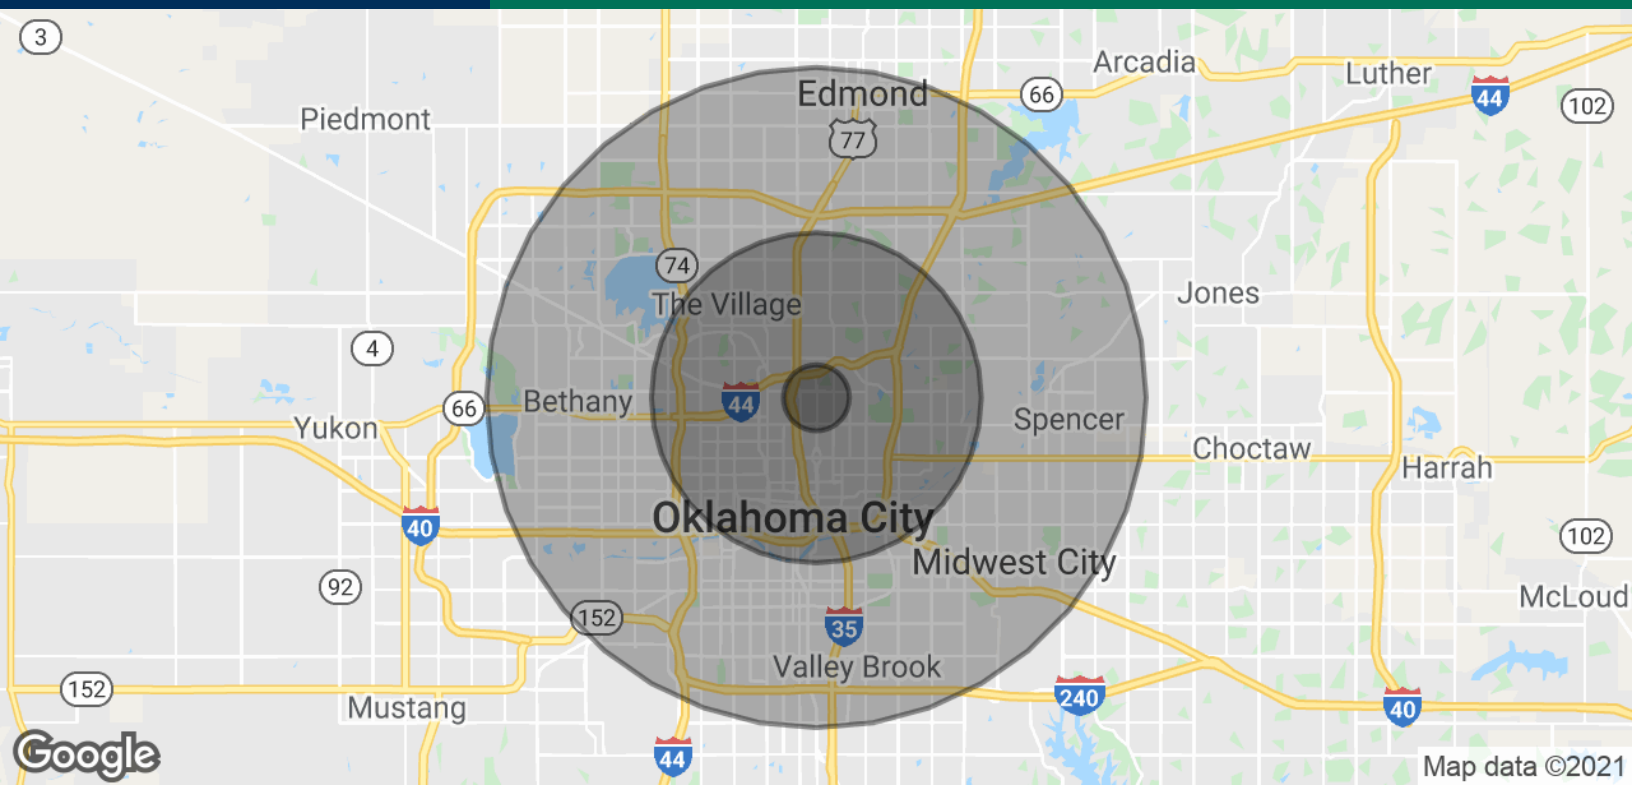 3
Arcadia
Luther
66
44
102
Edmond
Piedmont
77
74
The Village
Jones
4
44
66
Bethany
Yukon
Spencer
Choctaw
Harrah
Oklahoma City
40
Midwest City
102
92
McLoud
152
35
Valley Brook
152
Mustang
240
40
44
Google
Map data ©2021